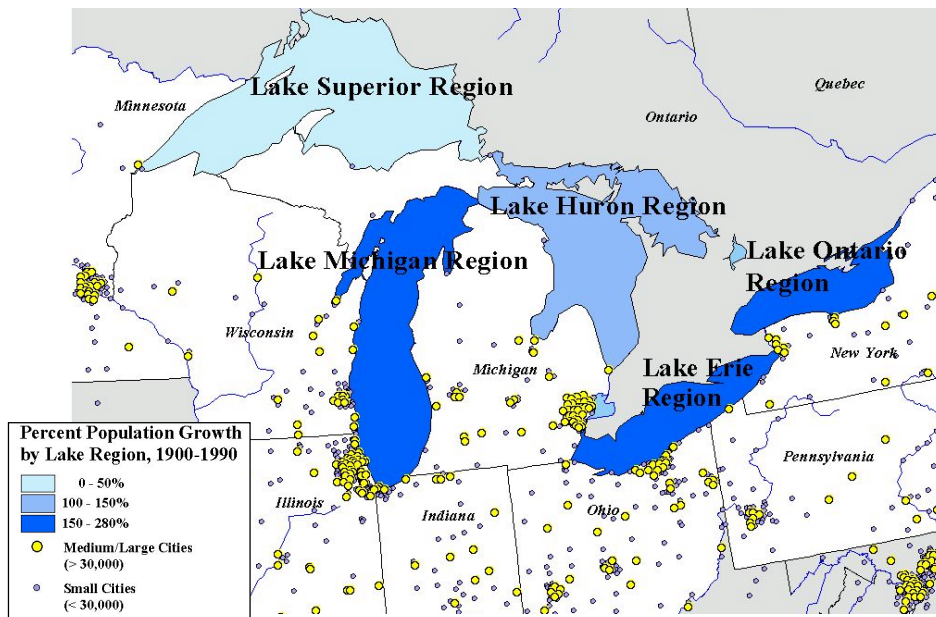 Quebec
Lake Superior Region
Minnesota
Ontario
Lake Huron Region
Lake Michigan Region
Lake Ontario
Region
Wisconsin
Michigan
New York
Lake Erie
Region
Percent Population Growth
by Lake Region, 1900-1990
0 - 50%
100 - 150%
150 - 280%
Medium/Large Cities
(> 30,000)
Small Cities
(< 30,000)
Illinois
Indiana
Ohio
Pennsylvania